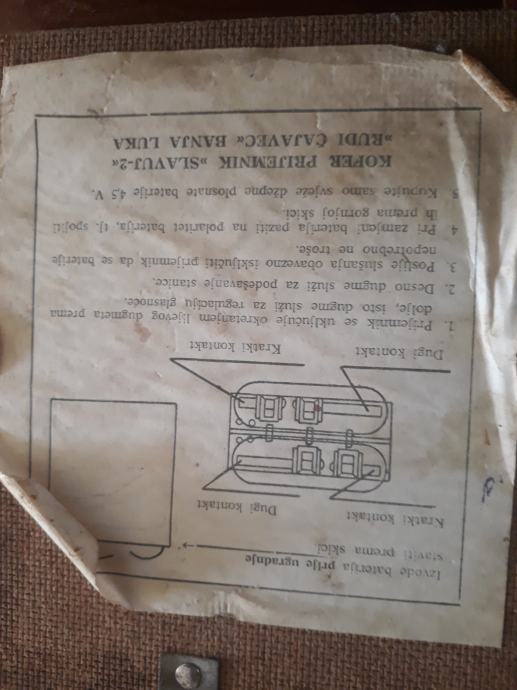 Izvode baterija prije ugradnje
staviti prema skici
Kratki kontakt
Dugi kontakt
Dugi kontakt
Kratki kontakt
1. Prijemnik se uključuje okretanjem lijevog dugmeta prema
dolje, isto dugme služi za regulaciju glasnoće.
2. Desno dugme služi za podešavanje stanice.
3. Poslije slušanja obavezno isključiti prijemnik da se baterije
nepotrebno ne troše.
4 Pri zamjeni baterija paziti na polaritet baterija, tj. spojiti
ih prema gornjoj skici.
5 Kupujte samo svježe džepne plosnate baterije 4,5 V.
KOFER PRIJEMNIK »SLAVUJ-2«
»RUDI ČAJAVEC« BANJA LUKA